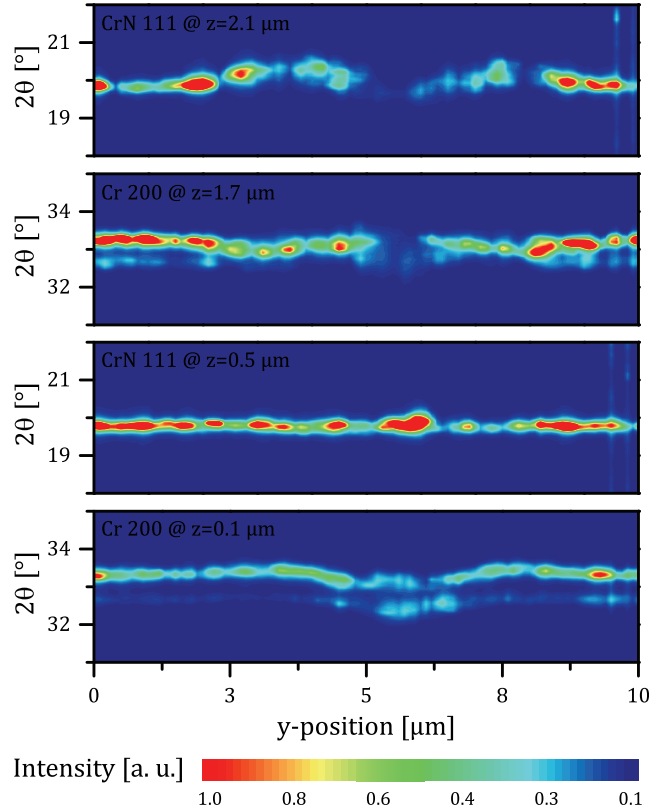 CrN 111 @ z=2.1 μm
2θ [°]
21
19
Cr 200 @ z=1.7 μm
2θ [°]
34
32
CrN 111 @ z=0.5 μm
2θ [°]
21
19
Cr 200 @ z=0.1 μm
2θ [°]
34
32
0 3 5 8 10
y-position [μm]
Intensity [a. u.]
1.0 0.8 0.6 0.4 0.3 0.1